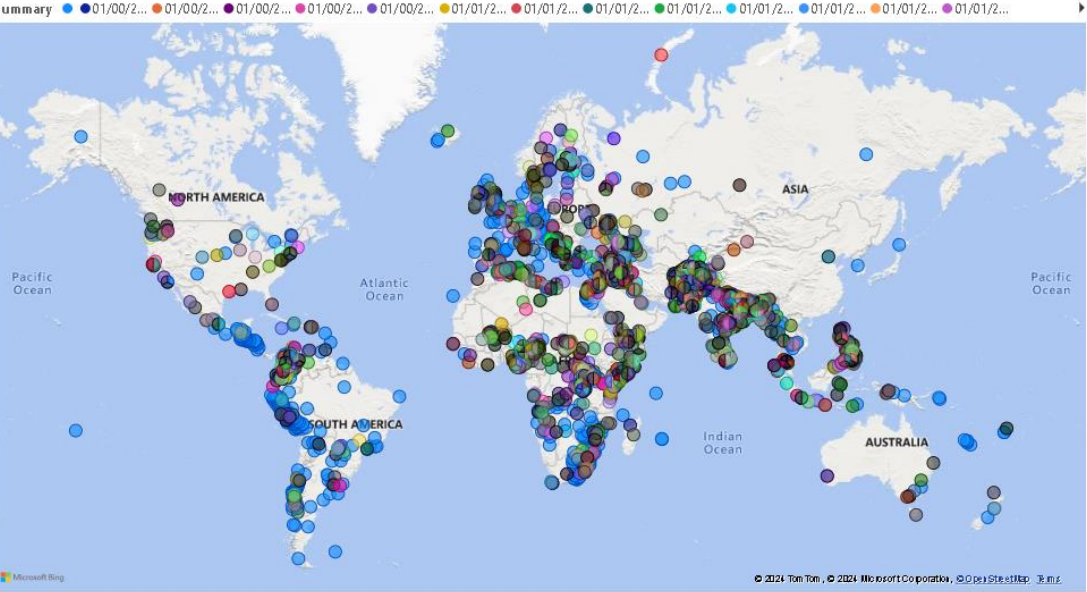 ummary 01/00/2... 01/00/2... 01/00/2... 01/00/2... 01/00/2... 01/01/2... 01/01/2... 01/01/2... 01/01/2... 01/01/2... 01/01/2... 01/01/2... 01/01/2...
ASIA
NORTH AMERICA
Pacific
Ocean
Atlantic
Ocean
Pacific
Ocean
SOUTH AMERICA
Indian
Ocean
AUSTRALIA
Microsoft Bing
© 2024 TomTom, © 2024 Microsoft Corporation, © OpenStreetMap Terms